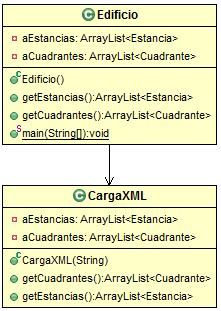 Edificio
aEstancias: ArrayList<Estancia>
aCuadrantes: ArrayList<Cuadrante>
Edificio()
getEstancias():ArrayList<Estancia>
getCuadrantes():ArrayList<Cuadrante>
main(String[]):void
CargaXML
aEstancias: ArrayList<Estancia>
aCuadrantes: ArrayList<Cuadrante>
CargaXML(String)
getCuadrantes():ArrayList<Cuadrante>
getEstancias():ArrayList<Estancia>